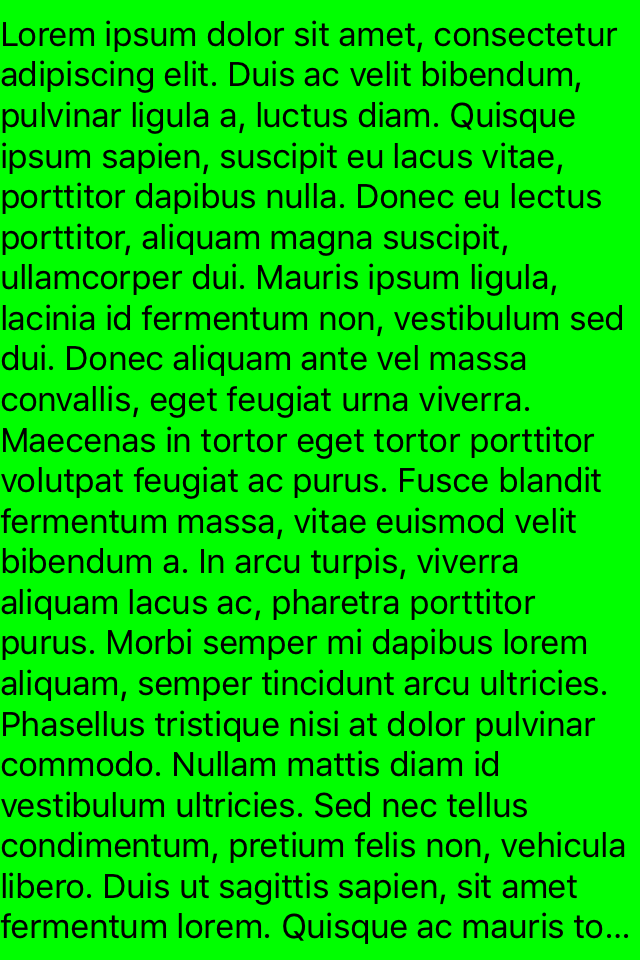 Lorem ipsum dolor sit amet, consectetur
adipiscing elit. Duis ac velit bibendum,
pulvinar ligula a, luctus diam. Quisque
ipsum sapien, suscipit eu lacus vitae,
porttitor dapibus nulla. Donec eu lectus
porttitor, aliquam magna suscipit,
ullamcorper dui. Mauris ipsum ligula,
lacinia id fermentum non, vestibulum sed
dui. Donec aliquam ante vel massa
convallis, eget feugiat urna viverra.
Maecenas in tortor eget tortor porttitor
volutpat feugiat ac purus. Fusce blandit
fermentum massa, vitae euismod velit
bibendum a. In arcu turpis, viverra
aliquam lacus ac, pharetra porttitor
purus. Morbi semper mi dapibus lorem
aliquam, semper tincidunt arcu ultricies.
Phasellus tristique nisi at dolor pulvinar
commodo. Nullam mattis diam id
vestibulum ultricies. Sed nec tellus
condimentum, pretium felis non, vehicula
libero. Duis ut sagittis sapien, sit amet
fermentum lorem. Quisque ac mauris to...